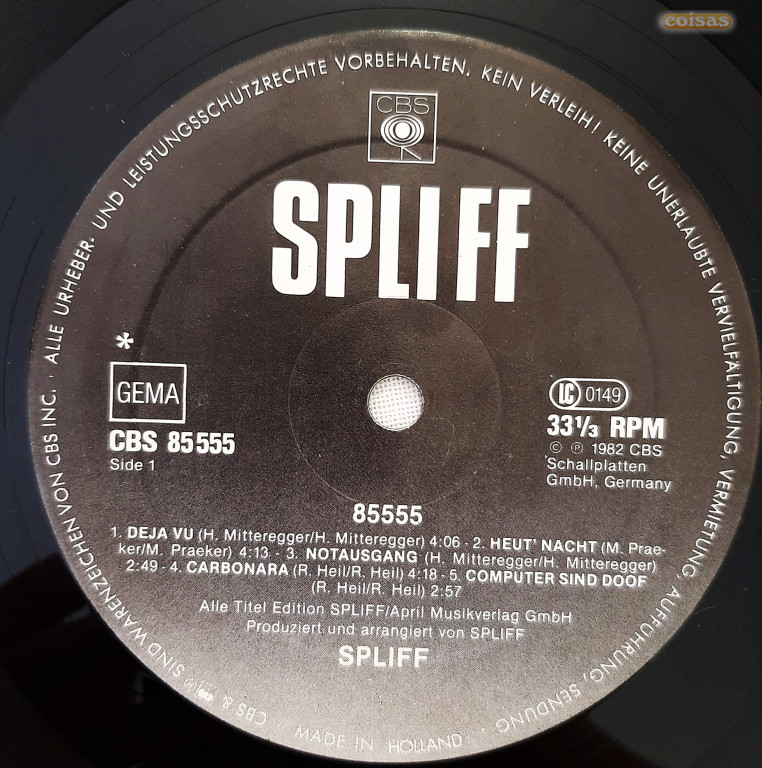 coisas
ALLE URHEBER- UND LEISTUNGSSCHUTZRECHTE VORBEHALTEN. KEIN VERLEIH! KEINE UNERLAUBTE VERVIELFÄLTIGUNG, VERMIETUNG, AUFFÜHRUNG, SENDUNG ·
CBS
SPLIFF
*
GEMA
CBS 85555
Side 1
LC 0149
33 1/3 RPM
© ℗ 1982 CBS
Schallplatten
GmbH, Germany
85555
1. DEJA VU (H. Mitteregger/H. Mitteregger) 4:06 - 2. HEUT' NACHT (M. Prae-
ker/M. Praeker) 4:13 - 3. NOTAUSGANG (H. Mitteregger/H. Mitteregger)
2:49 - 4. CARBONARA (R. Heil/R. Heil) 4:18 - 5. COMPUTER SIND DOOF
(R. Heil/R. Heil) 2:57
Alle Titel Edition SPLIFF/April Musikverlag GmbH
Produziert und arrangiert von SPLIFF
SPLIFF
MADE IN HOLLAND ·
CBS & SIND WARENZEICHEN VON CBS INC. ·